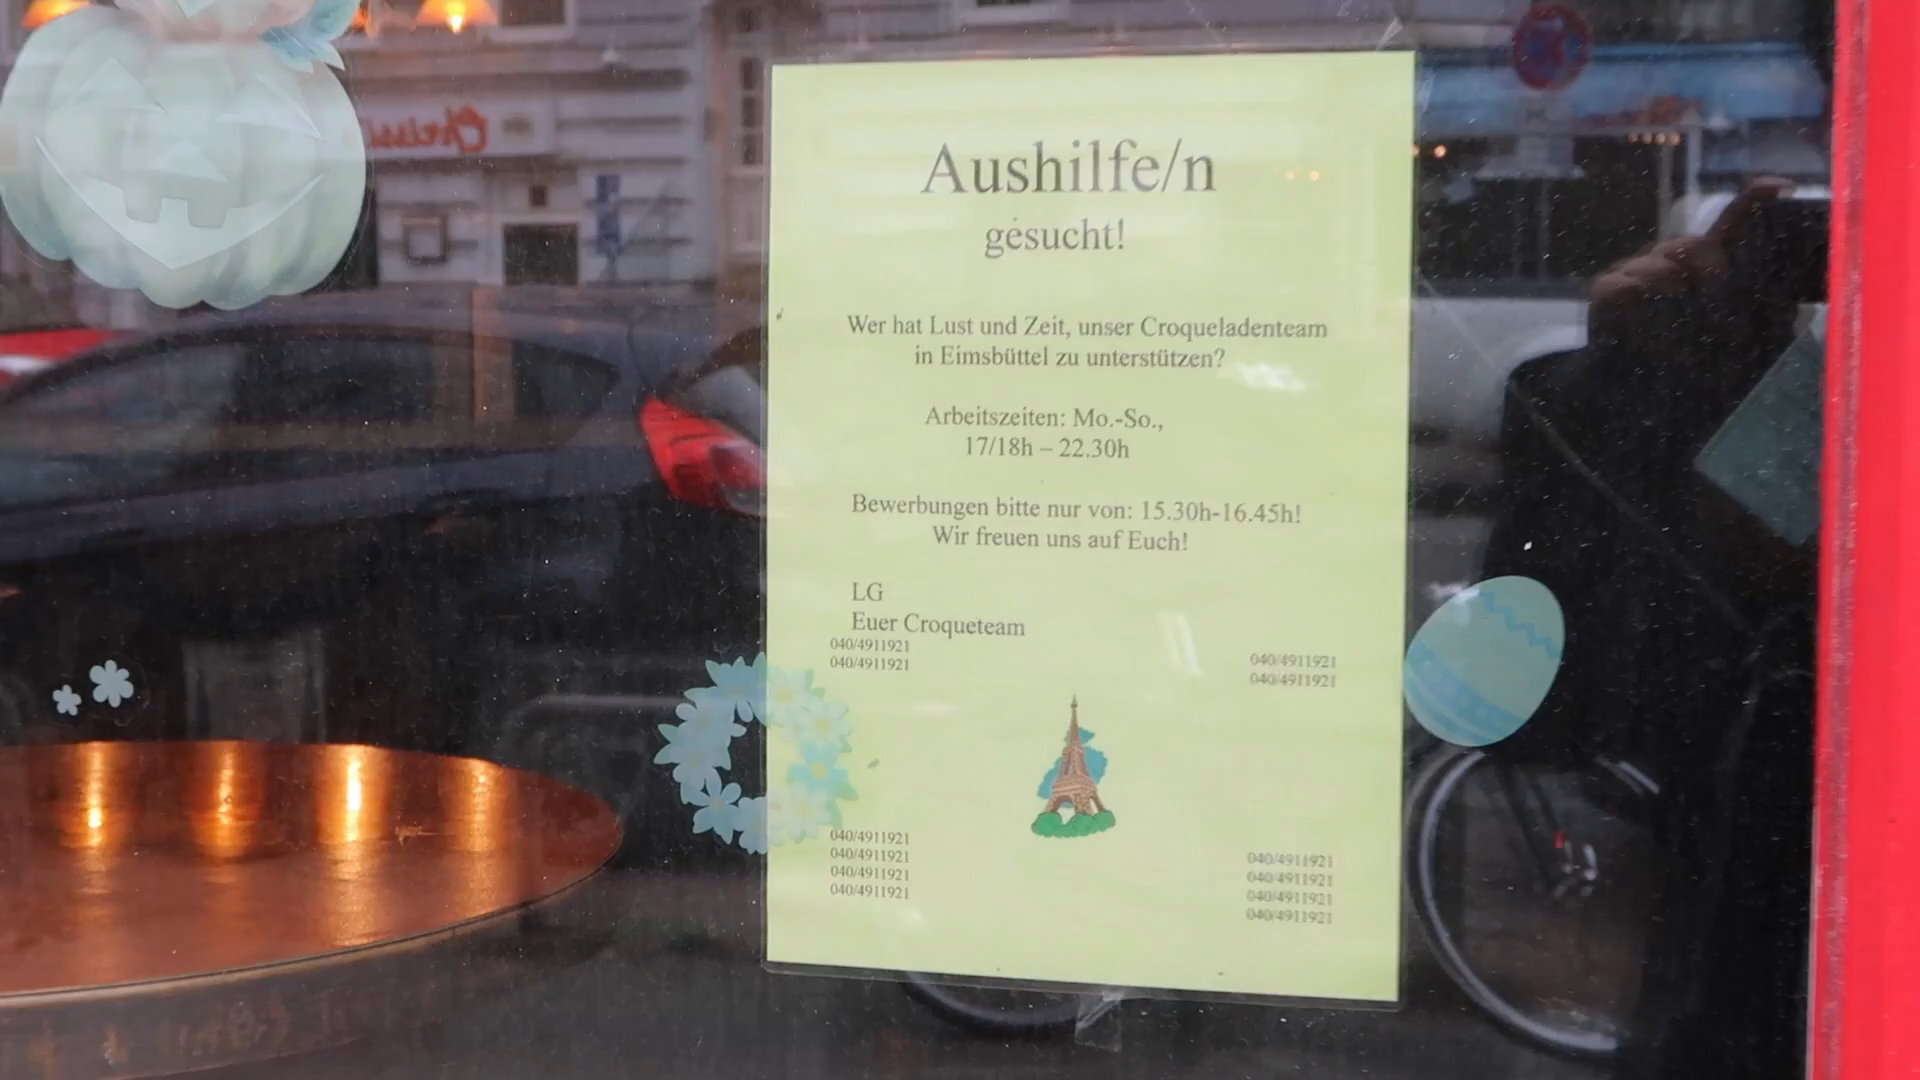 Chrissi
Aushilfe/n
gesucht!
Wer hat Lust und Zeit, unser Croqueladenteam
in Eimsbüttel zu unterstützen?
Arbeitszeiten: Mo.-So.,
17/18h – 22.30h
Bewerbungen bitte nur von: 15.30h-16.45h!
Wir freuen uns auf Euch!
LG
Euer Croqueteam
040/4911921
040/4911921
040/4911921
040/4911921
040/4911921
040/4911921
040/4911921
040/4911921
040/4911921
040/4911921
040/4911921
040/4911921